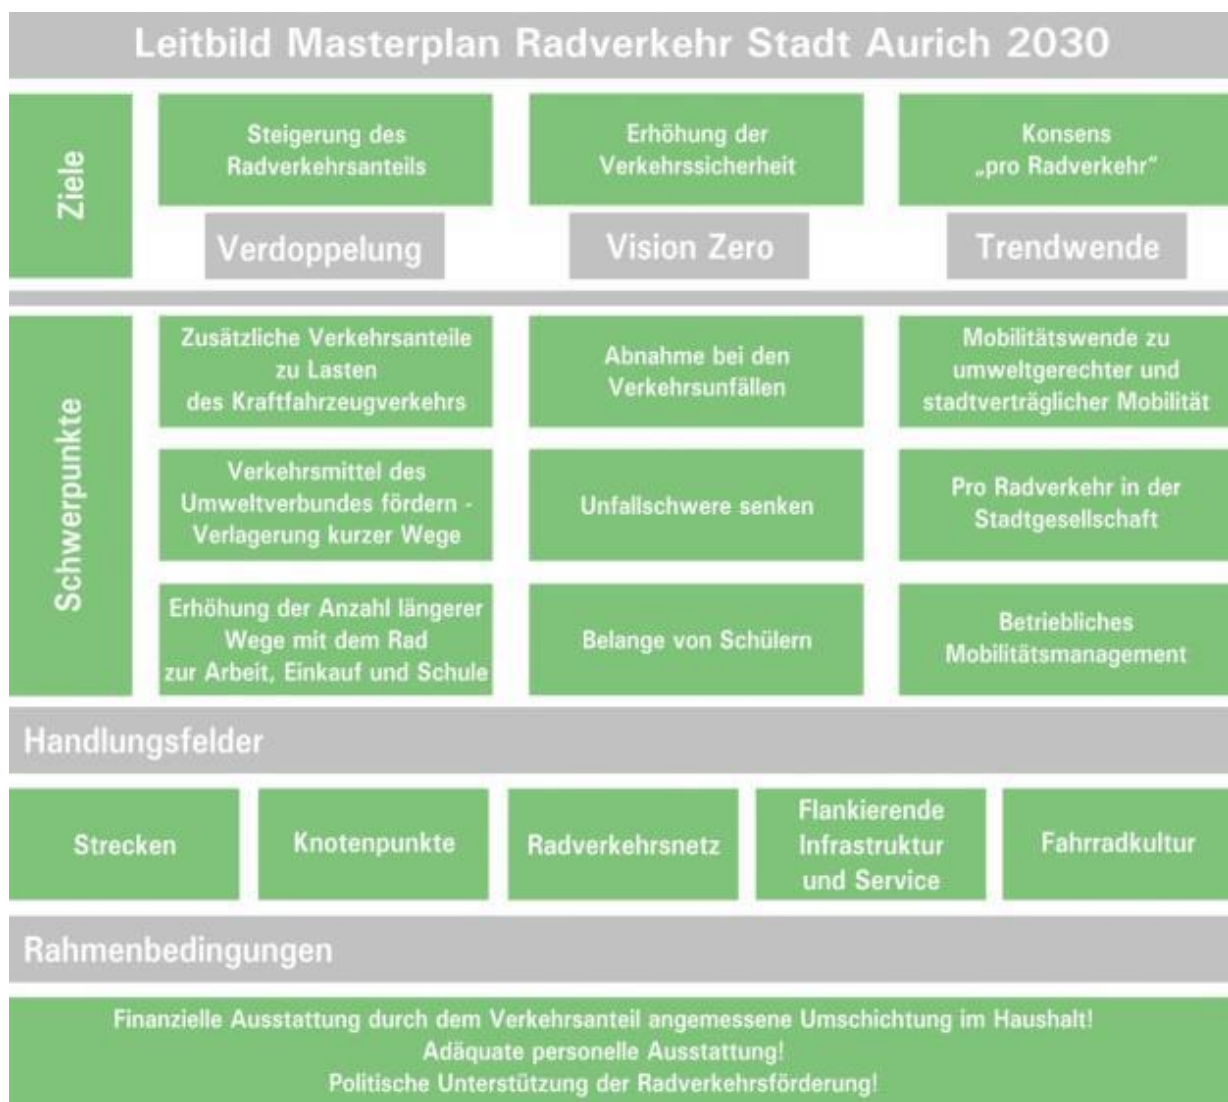 Leitbild Masterplan Radverkehr Stadt Aurich 2030
Ziele
Steigerung des
Radverkehrsanteils
Erhöhung der
Verkehrssicherheit
Konsens
„pro Radverkehr“
Verdoppelung
Vision Zero
Trendwende
Schwerpunkte
Zusätzliche Verkehrsanteile
zu Lasten
des Kraftfahrzeugverkehrs
Abnahme bei den
Verkehrsunfällen
Mobilitätswende zu
umweltgerechter und
stadtverträglicher Mobilität
Verkehrsmittel des
Umweltverbundes fördern -
Verlagerung kurzer Wege
Unfallschwere senken
Pro Radverkehr in der
Stadtgesellschaft
Erhöhung der Anzahl längerer
Wege mit dem Rad
zur Arbeit, Einkauf und Schule
Belange von Schülern
Betriebliches
Mobilitätsmanagement
Handlungsfelder
Strecken
Knotenpunkte
Radverkehrsnetz
Flankierende
Infrastruktur
und Service
Fahrradkultur
Rahmenbedingungen
Finanzielle Ausstattung durch dem Verkehrsanteil angemessene Umschichtung im Haushalt!
Adäquate personelle Ausstattung!
Politische Unterstützung der Radverkehrsförderung!